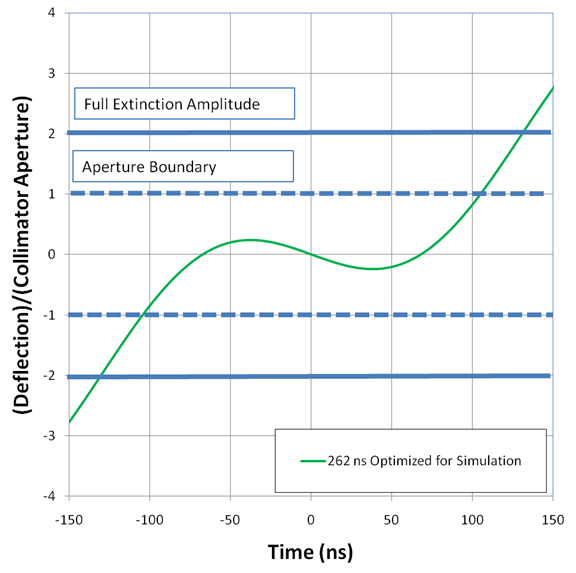 4
3
Full Extinction Amplitude
2
Aperture Boundary
1
0
-1
-2
-3
262 ns Optimized for Simulation
-4
-150 -100 -50 0 50 100 150
Time (ns)
(Deflection)/(Collimator Aperture)